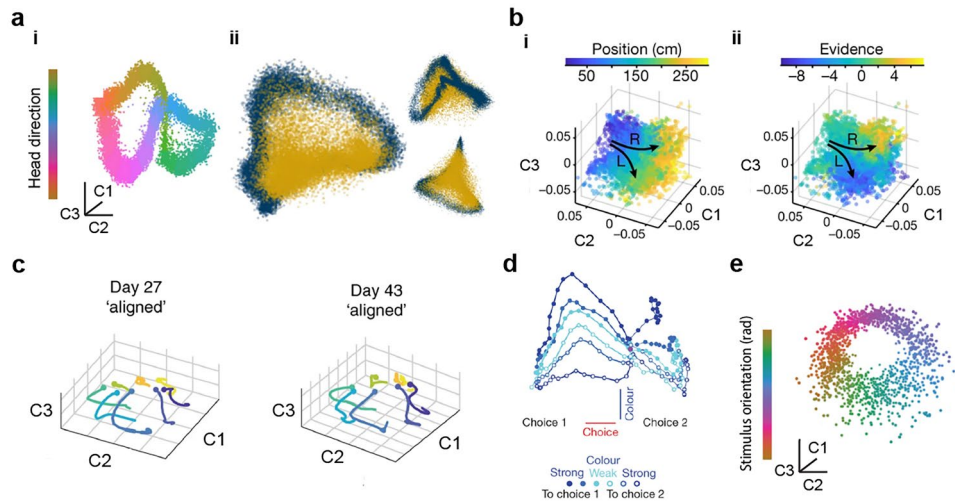 a
i
ii
Head direction
C1
C3
C2
b
i
Position (cm)
50 150 250
0.05
C3 0
−0.05
R
L
0.05
0
−0.05
C2
0.05
0
−0.05
C1
ii
Evidence
−8 −4 0 4
0.05
C3 0
−0.05
R
L
0.05
0
−0.05
C2
0.05
0
−0.05
C1
c
Day 27
'aligned'
C3
C2
C1
Day 43
'aligned'
C3
C2
C1
d
Choice 1
Choice
Colour
Choice 2
Colour
Strong Weak Strong
To choice 1 To choice 2
e
Stimulus orientation (rad)
C1
C3
C2